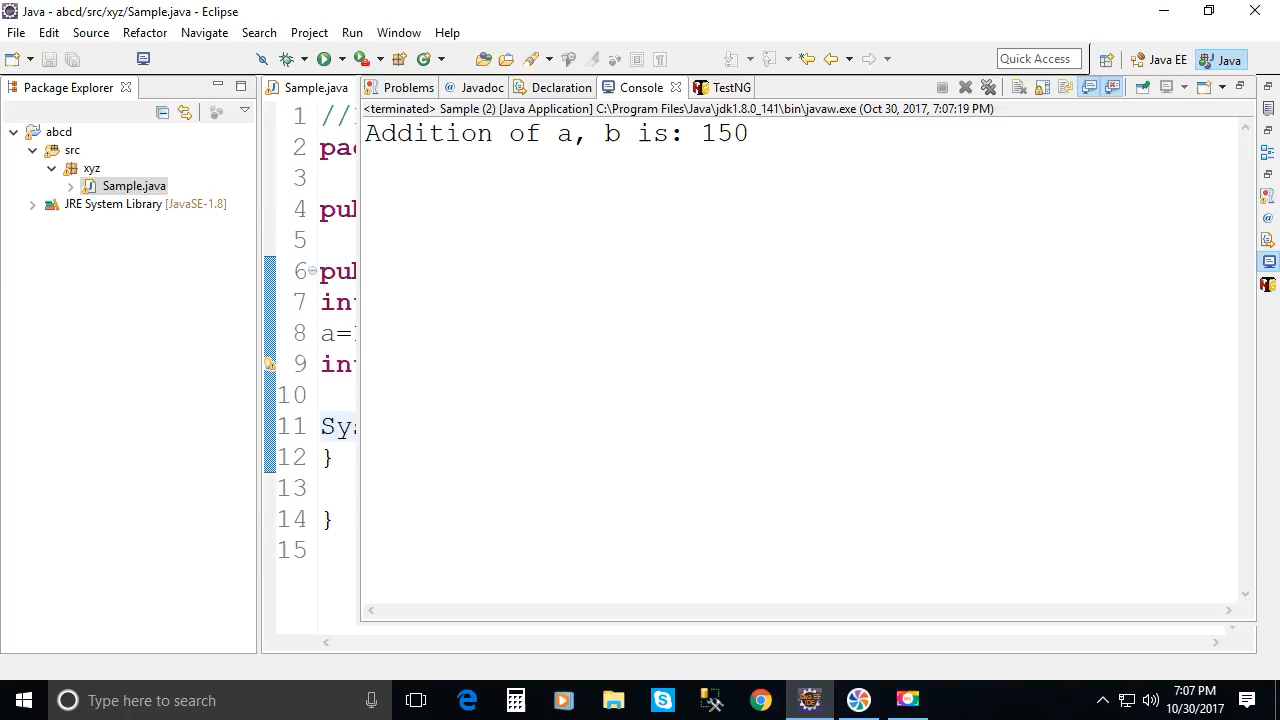 Java - abcd/src/xyz/Sample.java - Eclipse
File Edit Source Refactor Navigate Search Project Run Window Help
Quick Access Java EE Java
Package Explorer Sample.java Problems @ Javadoc Declaration Console TestNG
<terminated> Sample (2) [Java Application] C:\Program Files\Java\jdk1.8.0_141\bin\javaw.exe (Oct 30, 2017, 7:07:19 PM)
Addition of a, b is: 150
abcd
src
xyz
Sample.java
JRE System Library [JavaSE-1.8]
1 //
2 pac
3
4 pub
5
6 pub
7 int
8 a=
9 int
10
11 Sys
12 }
13
14 }
15
Type here to search
7:07 PM
10/30/2017